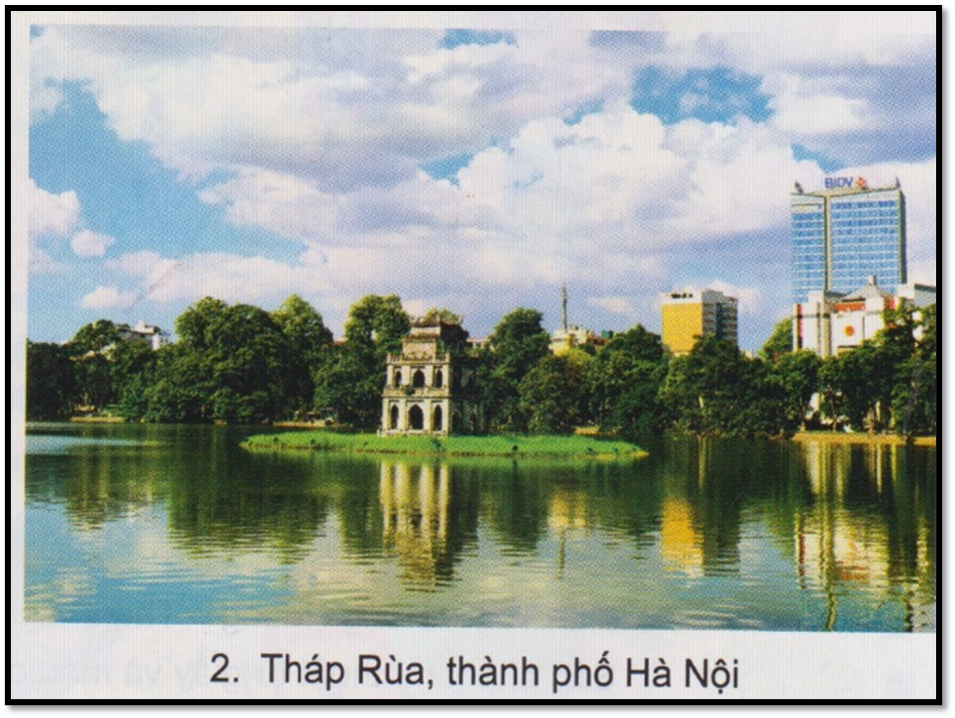 BIDV
2. Tháp Rùa, thành phố Hà Nội